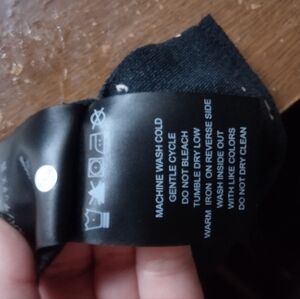 MACHINE WASH COLD
GENTLE CYCLE
DO NOT BLEACH
TUMBLE DRY LOW
WARM IRON ON REVERSE SIDE
WASH INSIDE OUT
WITH LIKE COLORS
DO NOT DRY CLEAN